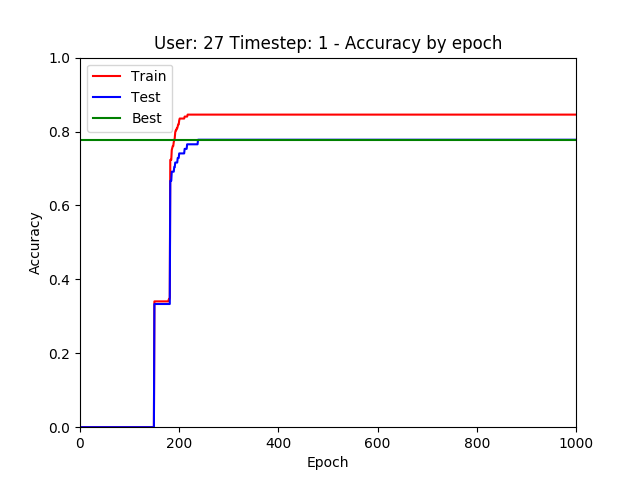 User: 27 Timestep: 1 - Accuracy by epoch
1.0
0.8
0.6
0.4
0.2
0.0
Accuracy
Train
Test
Best
0 200 400 600 800 1000
Epoch